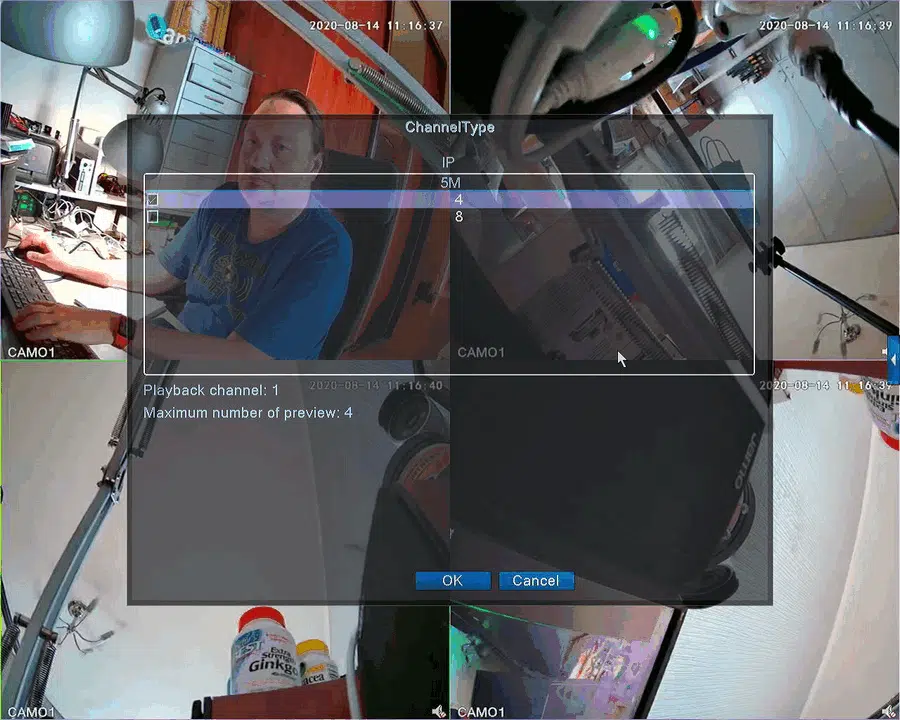 2020-08-14 11:16:37
2020-08-14 11:16:39
ChannelType
IP
5M
4
8
CAMO1
CAMO1
Playback channel: 1
2020-08-14 11:16:40
2020-08-14 11:16:39
Maximum number of preview: 4
OK
Cancel
Extra
Strength
Ginkgo
acea
CAMO1
CAMO1